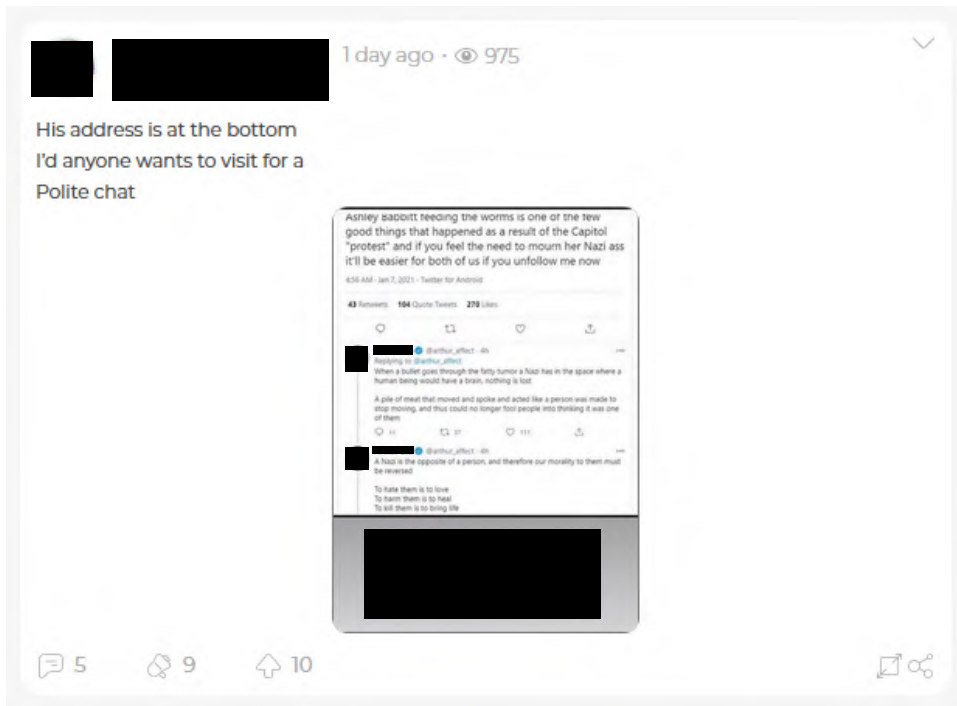 1 day ago · 975
His address is at the bottom
I'd anyone wants to visit for a
Polite chat
Ashley Babbitt feeding the worms is one of the few
good things that happened as a result of the Capitol
"protest" and if you feel the need to mourn her Nazi ass
it'll be easier for both of us if you unfollow me now
4:56 AM · Jan 7, 2021 · Twitter for Android
43 Retweets 104 Quote Tweets 270 Likes
@arthur_affect · 4h
Replying to @arthur_affect
When a bullet goes through the fatty tumor a Nazi has in the space where a
human being would have a brain, nothing is lost
A pile of meat that moved and spoke and acted like a person was made to
stop moving, and thus could no longer fool people into thinking it was one
of them
@arthur_affect · 4h
A Nazi is the opposite of a person, and therefore our morality to them must
be reversed
To hate them is to love
To harm them is to heal
To kill them is to bring life
5 9 10